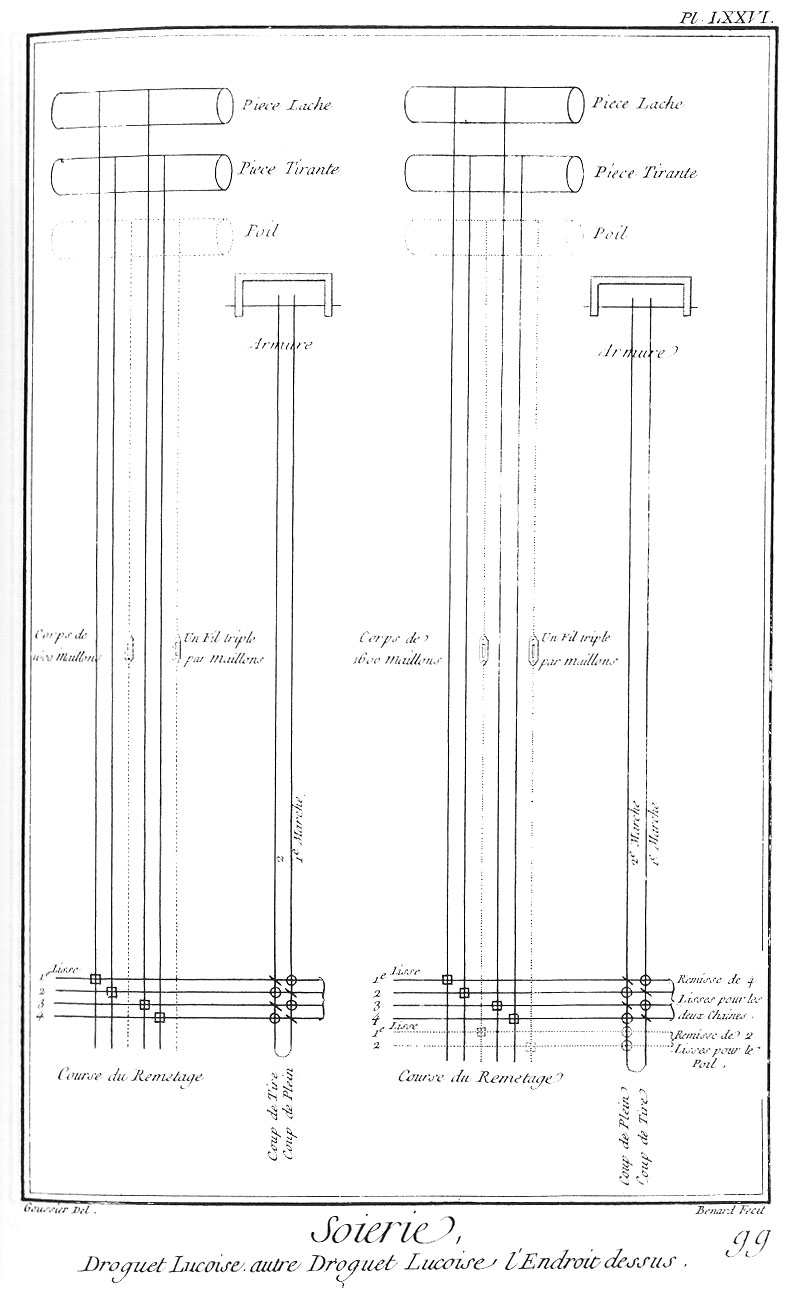 Pl. LXXVI.
Piece Lache
Piece Tirante
Poil
Armure
Corps de
1600 Maillons
Un Fil triple
par Maillons
2
1e Marche
1e Lisse
2
3
4
Course du Remetage
Coup de Tire
Coup de Plein
Piece Lache
Piece Tirante
Poil
Armure
Corps de
1600 Maillons
Un Fil triple
par Maillons
2e Marche
1e Marche
1e Lisse
2
3
4
1e Lisse
2
Remisse de 4
Lisses pour les
deux Chaines.
Remisse de 2
Lisses pour le
Poil.
Course du Remetage
Coup de Plein
Coup de Tire
Goussier Del.
Benard Fecit
Soierie,
99
Droguet Lucoise. autre Droguet Lucoise l'Endroit dessus.